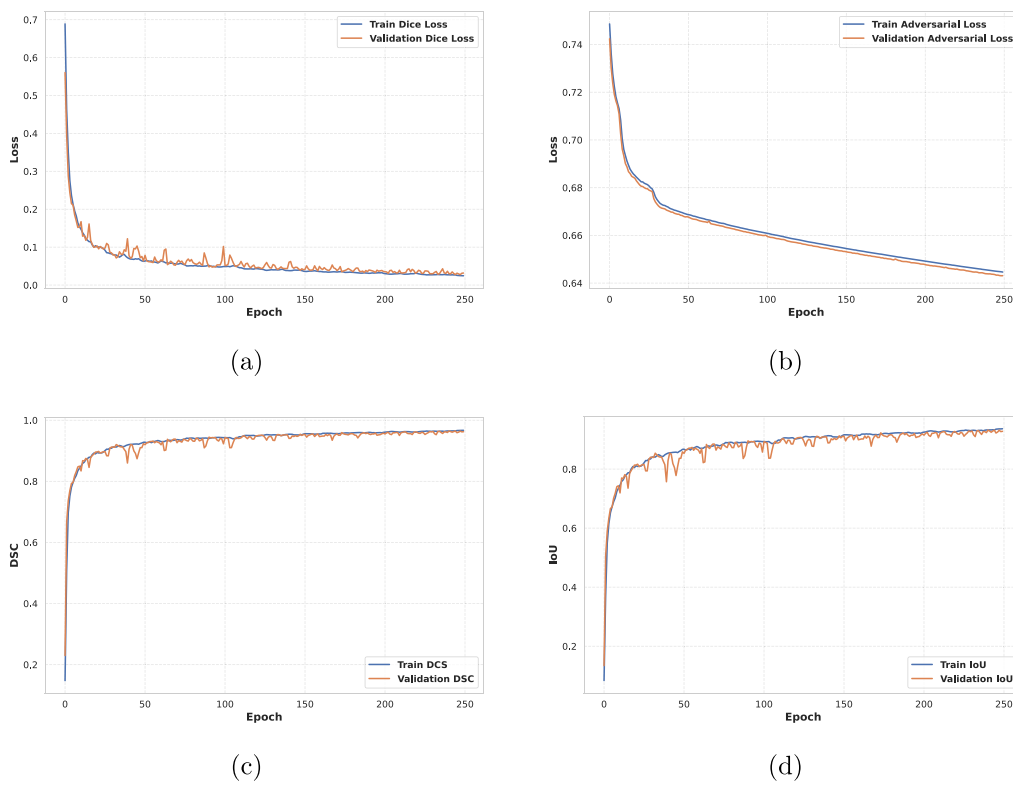 0.7
0.6
0.5
0.4
0.3
0.2
0.1
0.0
Loss
0
50
100
150
200
250
Epoch
Train Dice Loss
Validation Dice Loss
(a)
0.74
0.72
0.70
0.68
0.66
0.64
Loss
0
50
100
150
200
250
Epoch
Train Adversarial Loss
Validation Adversarial Loss
(b)
1.0
0.8
0.6
0.4
0.2
DSC
0
50
100
150
200
250
Epoch
Train DCS
Validation DSC
(c)
0.8
0.6
0.4
0.2
IoU
0
50
100
150
200
250
Epoch
Train IoU
Validation IoU
(d)